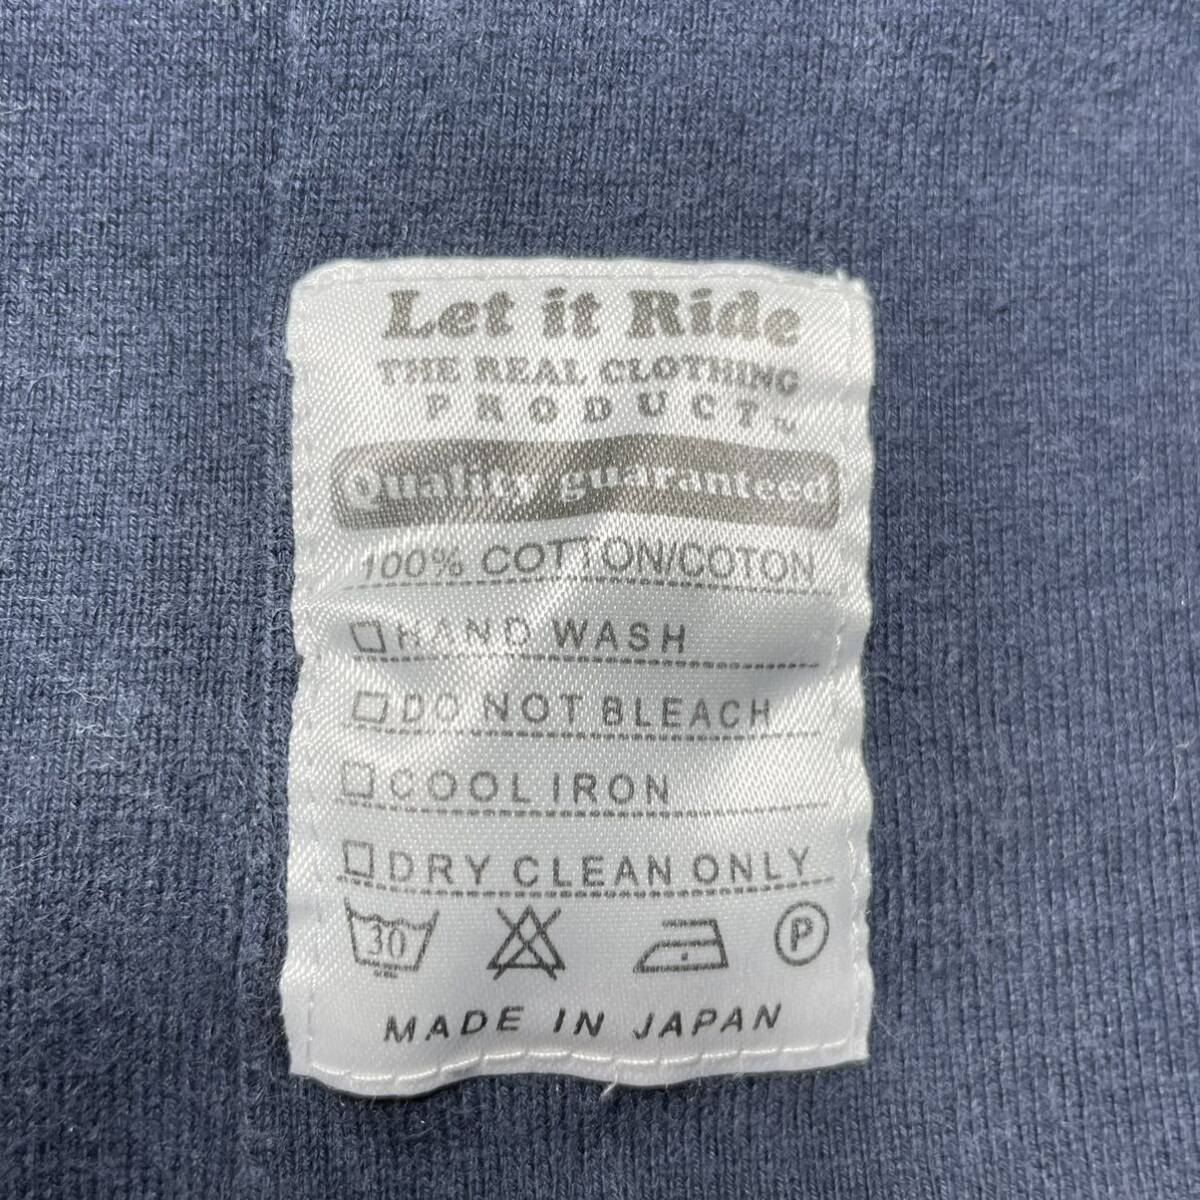 Let it Ride
THE REAL CLOTHING
PRODUCT™
Quality guaranteed
100% COTTON/COTON
HAND WASH
DO NOT BLEACH
COOL IRON
DRY CLEAN ONLY
30 P
MADE IN JAPAN